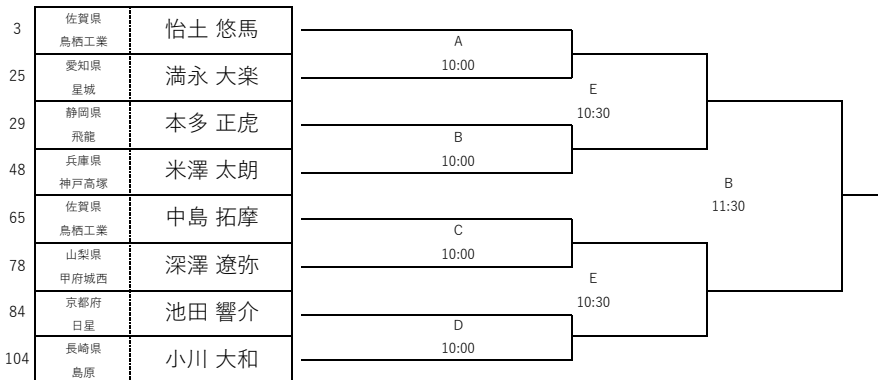 3 佐賀県 怡土 悠馬
鳥栖工業
A
10:00
25 愛知県 満永 大楽
星城
E
10:30
29 静岡県 本多 正虎
飛龍
B
10:00
48 兵庫県 米澤 太朗
神戸高塚
B
11:30
65 佐賀県 中島 拓摩
鳥栖工業
C
10:00
78 山梨県 深澤 遼弥
甲府城西
E
10:30
84 京都府 池田 響介
日星
D
10:00
104 長崎県 小川 大和
島原